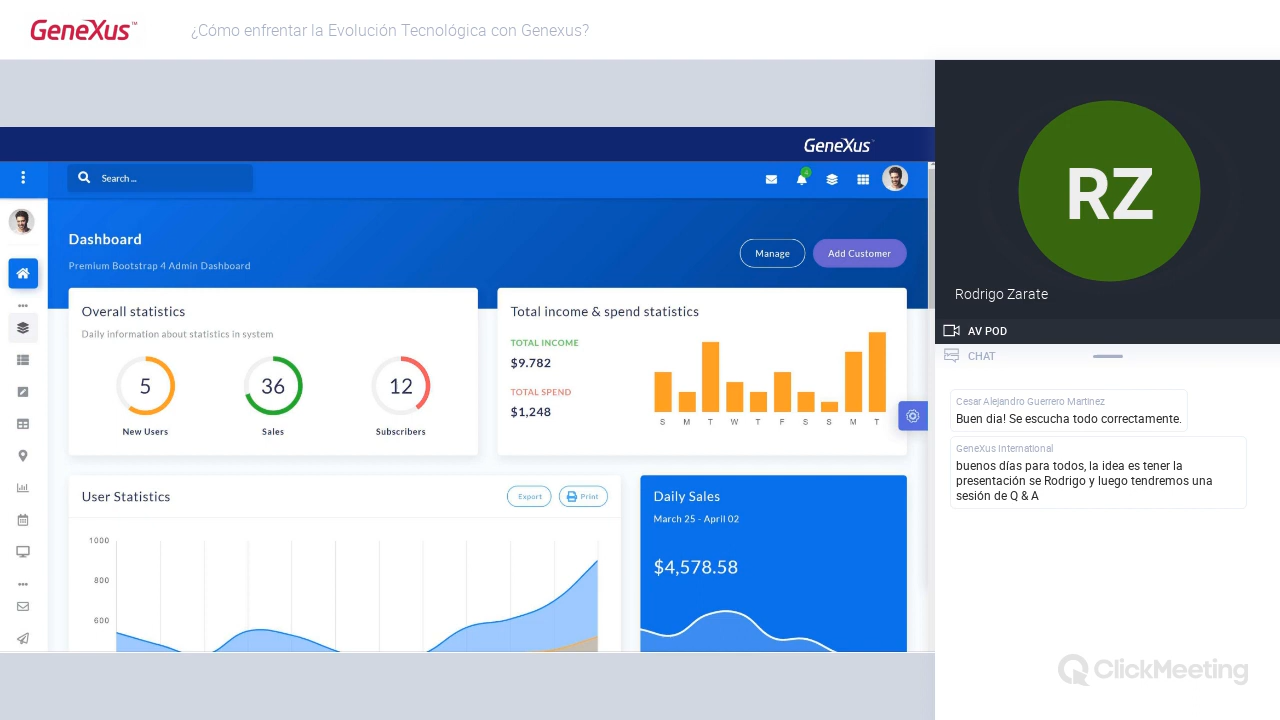 GeneXus™
¿Cómo enfrentar la Evolución Tecnológica con Genexus?
GeneXus™
Search ...
4
Dashboard
Premium Bootstrap 4 Admin Dashboard
Manage
Add Customer
Overall statistics
Daily information about statistics in system
5
36
12
New Users
Sales
Subscribers
Total income & spend statistics
TOTAL INCOME
$9.782
TOTAL SPEND
$1,248
S M T W T F S S M T
User Statistics
Export
Print
1000
800
600
Daily Sales
March 25 - April 02
$4,578.58
RZ
Rodrigo Zarate
AV POD
CHAT
Cesar Alejandro Guerrero Martinez
Buen dia! Se escucha todo correctamente.
GeneXus International
buenos días para todos, la idea es tener la
presentación se Rodrigo y luego tendremos una
sesión de Q & A
ClickMeeting